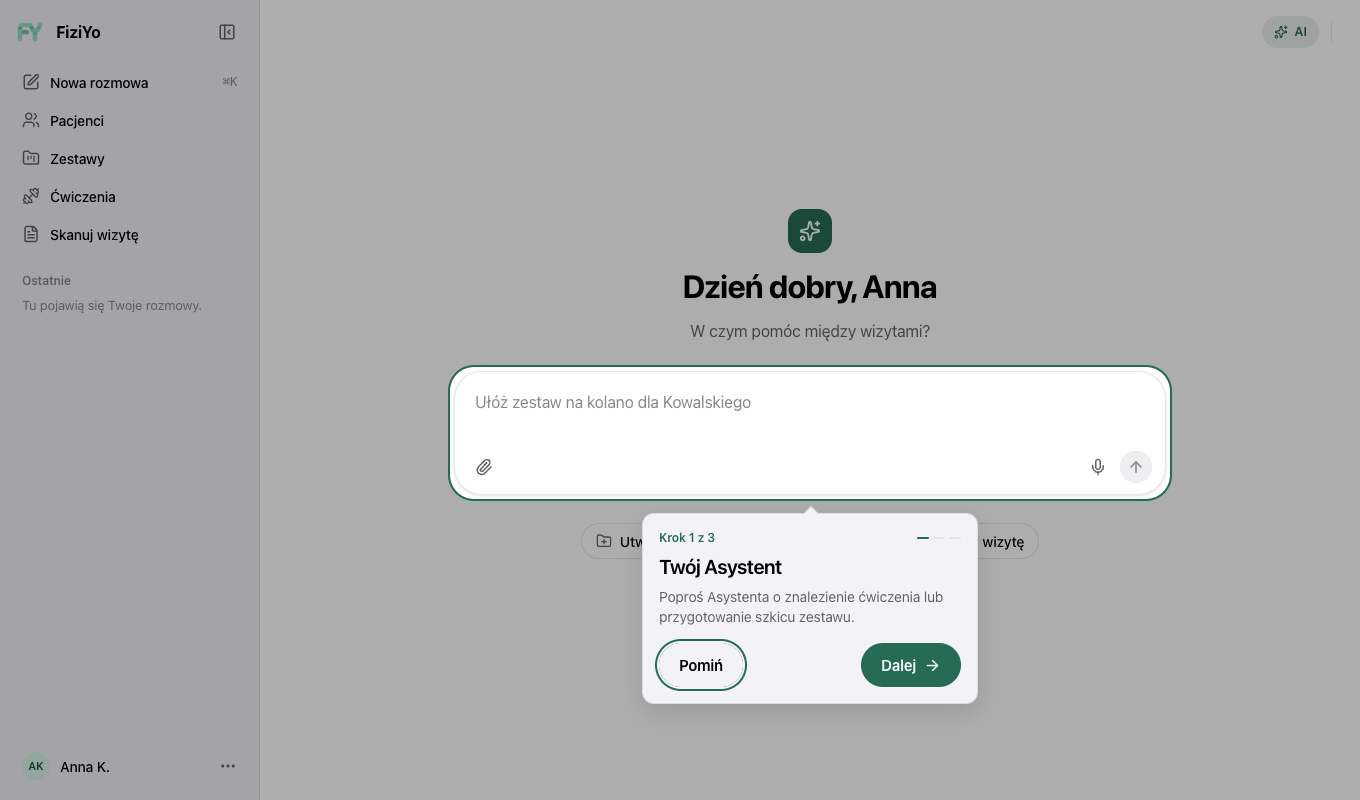 FY FiziYo
AI
Nowa rozmowa ⌘K
Pacjenci
Zestawy
Ćwiczenia
Skanuj wizytę
Ostatnie
Tu pojawią się Twoje rozmowy.
Dzień dobry, Anna
W czym pomóc między wizytami?
Ułóż zestaw na kolano dla Kowalskiego
wizytę
Krok 1 z 3
Twój Asystent
Poproś Asystenta o znalezienie ćwiczenia lub
przygotowanie szkicu zestawu.
Pomiń Dalej
AK Anna K.